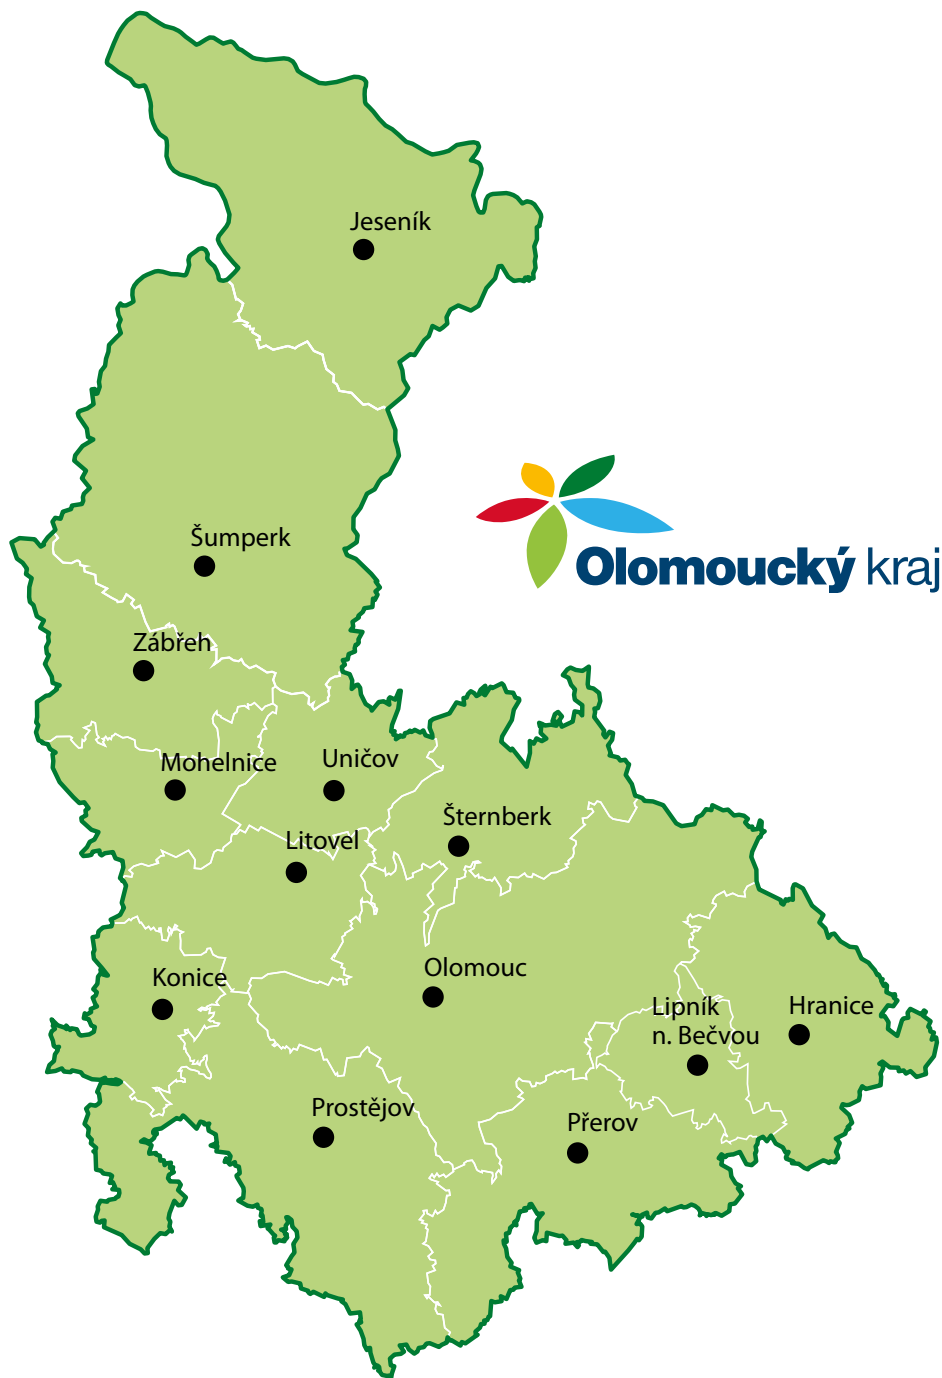 Jeseník
Šumperk
Olomoucký kraj
Zábřeh
Mohelnice
Uničov
Šternberk
Litovel
Olomouc
Konice
Lipník
n. Bečvou
Hranice
Prostějov
Přerov